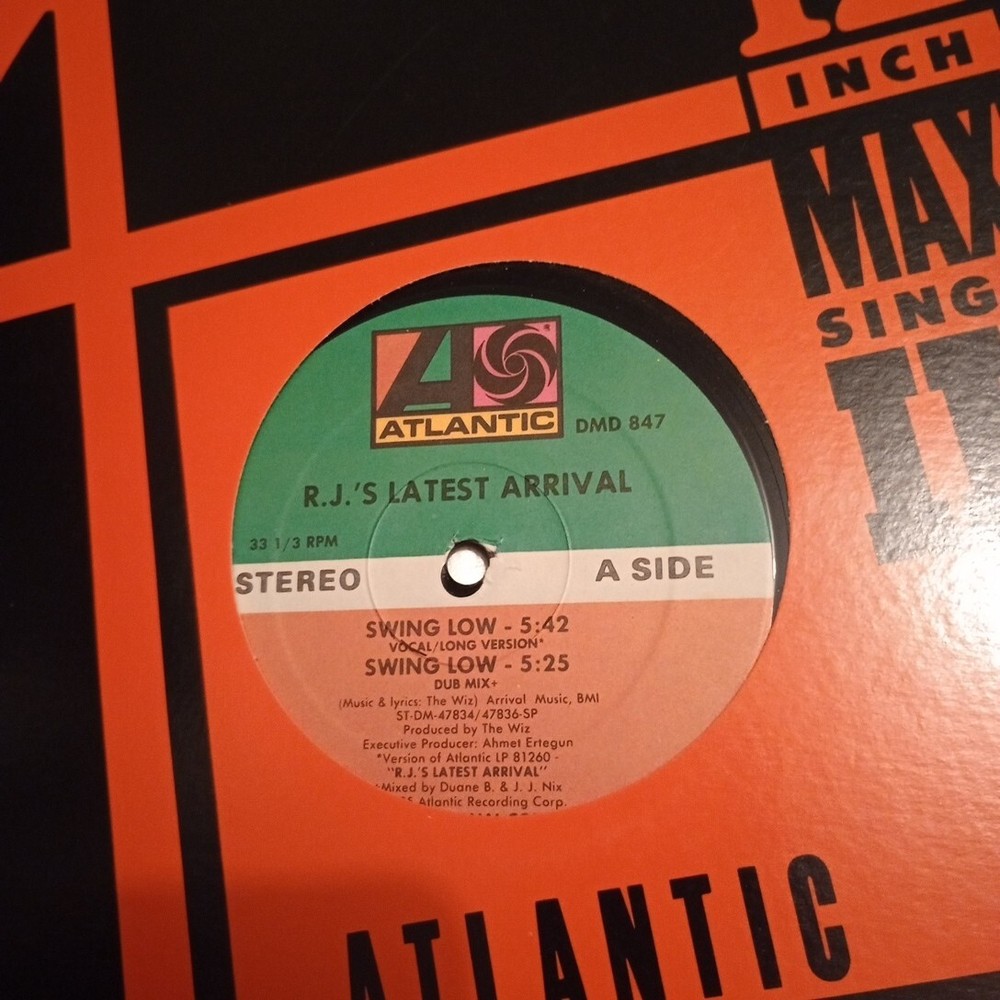 INCH
ATLANTIC
DMD 847
R.J.'S LATEST ARRIVAL
33 1/3 RPM
STEREO
A SIDE
SWING LOW - 5:42
VOCAL/LONG VERSION*
SWING LOW - 5:25
DUB MIX+
(Music & lyrics: The Wiz) Arrival Music, BMI
ST-DM-47834/47836-SP
Produced by The Wiz
Executive Producer: Ahmet Ertegun
*Version of Atlantic LP 81260 -
"R.J.'S LATEST ARRIVAL"
+Mixed by Duane B. & J. J. Nix
Atlantic Recording Corp.
ATLANTIC